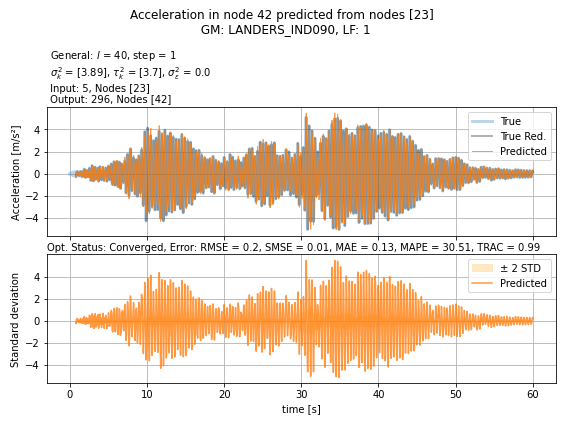 Acceleration in node 42 predicted from nodes [23]
GM: LANDERS_IND090, LF: 1
General: l = 40, step = 1
σ²ₖ = [3.89], τ²ₖ = [3.7], σ²_ε = 0.0
Input: 5, Nodes [23]
Output: 296, Nodes [42]
Acceleration [m/s²]
4
2
0
−2
−4
True
True Red.
Predicted
Opt. Status: Converged, Error: RMSE = 0.2, SMSE = 0.01, MAE = 0.13, MAPE = 30.51, TRAC = 0.99
Standard deviation
4
2
0
−2
−4
± 2 STD
Predicted
0 10 20 30 40 50 60
time [s]